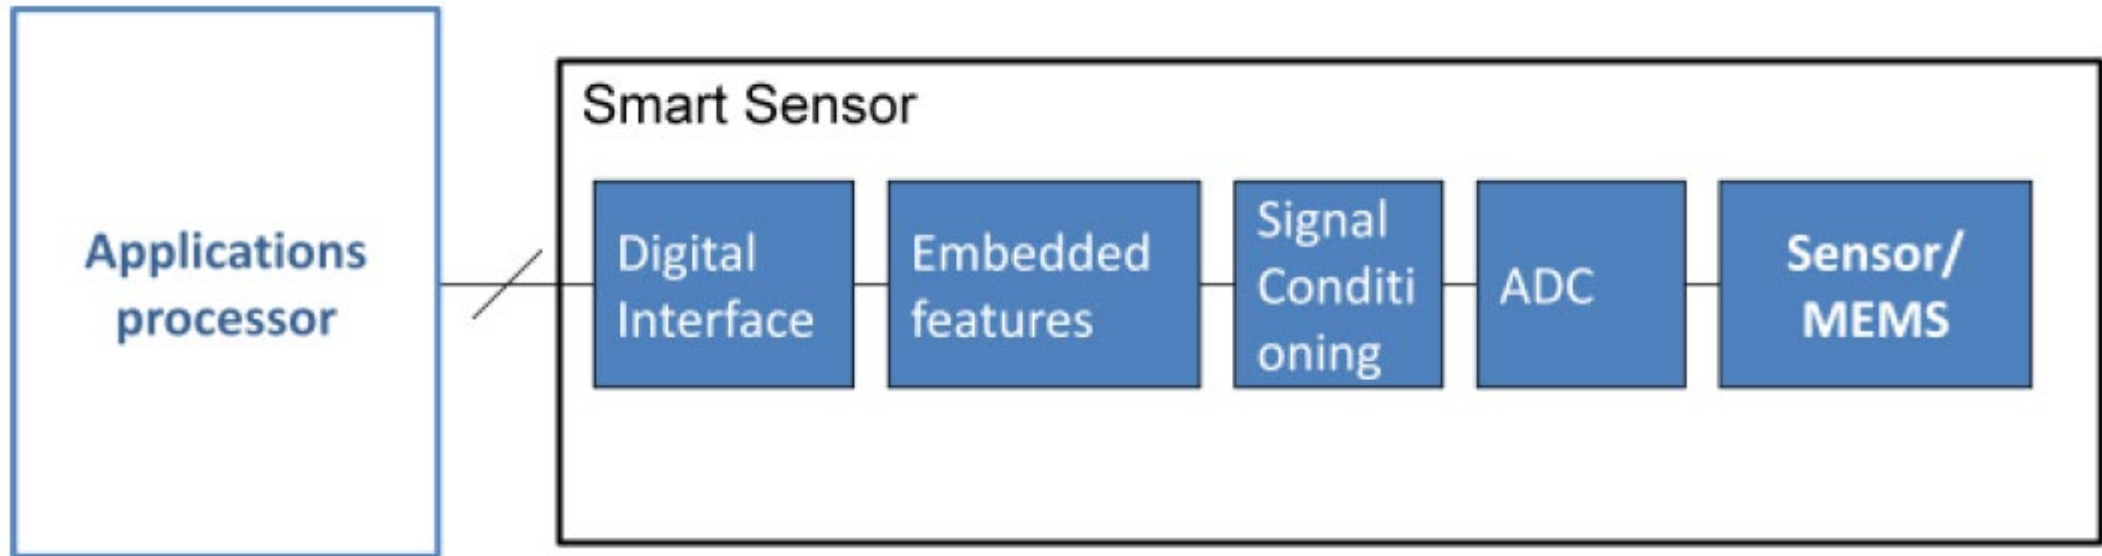 Smart Sensor
Applications
processor
Digital
Interface
Embedded
features
Signal
Conditi
oning
ADC
Sensor/
MEMS